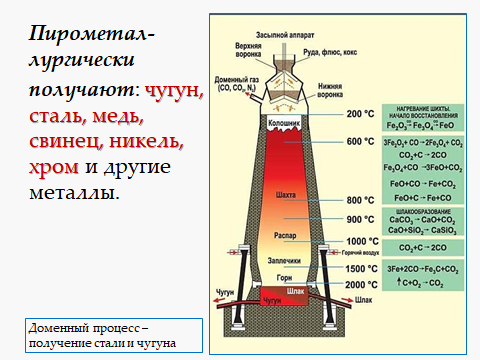 Пирометал-
лургически
получают: чугун,
сталь, медь,
свинец, никель,
хром и другие
металлы.
Доменный процесс –
получение стали и чугуна
Засыпной аппарат
Верхняя
воронка
Руда, флюс, кокс
Доменный газ
(CO, CO₂, N₂)
Нижняя
воронка
Колошник
200 °C
600 °C
Шахта
800 °C
900 °C
Распар
1000 °C
Горячий воздух
Заплечики
1500 °C
Горн
2000 °C
Чугун
Шлак
Чугун
Шлак
НАГРЕВАНИЕ ШИХТЫ.
НАЧАЛО ВОССТАНОВЛЕНИЯ
Fe₂O₃ Fe₃O₄ FeO
3Fe₂O₃+ CO→2Fe₃O₄+ CO₂
CO₂+C→2CO
Fe₃O₄+CO→3FeO+CO₂
FeO+CO→Fe+CO₂
FeO+C→Fe+CO
ШЛАКООБРАЗОВАНИЕ
CaCO₃→CaO+CO₂
CaO+SiO₂→CaSiO₃
CO₂+C→2CO
3Fe+2CO→Fe₃C+CO₂
C+O₂→CO₂